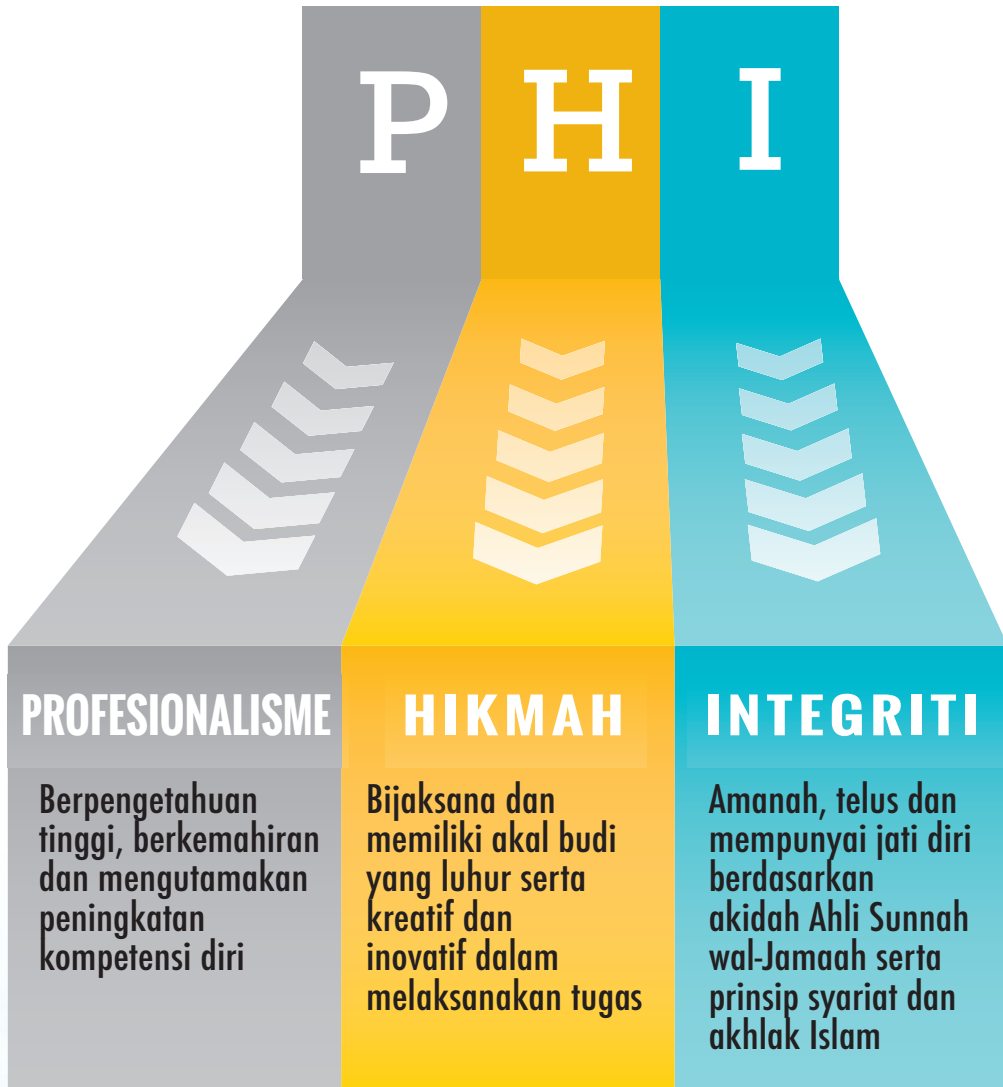 P H I
PROFESIONALISME
Berpengetahuan
tinggi, berkemahiran
dan mengutamakan
peningkatan
kompetensi diri
HIKMAH
Bijaksana dan
memiliki akal budi
yang luhur serta
kreatif dan
inovatif dalam
melaksanakan tugas
INTEGRITI
Amanah, telus dan
mempunyai jati diri
berdasarkan
akidah Ahli Sunnah
wal-Jamaah serta
prinsip syariat dan
akhlak Islam